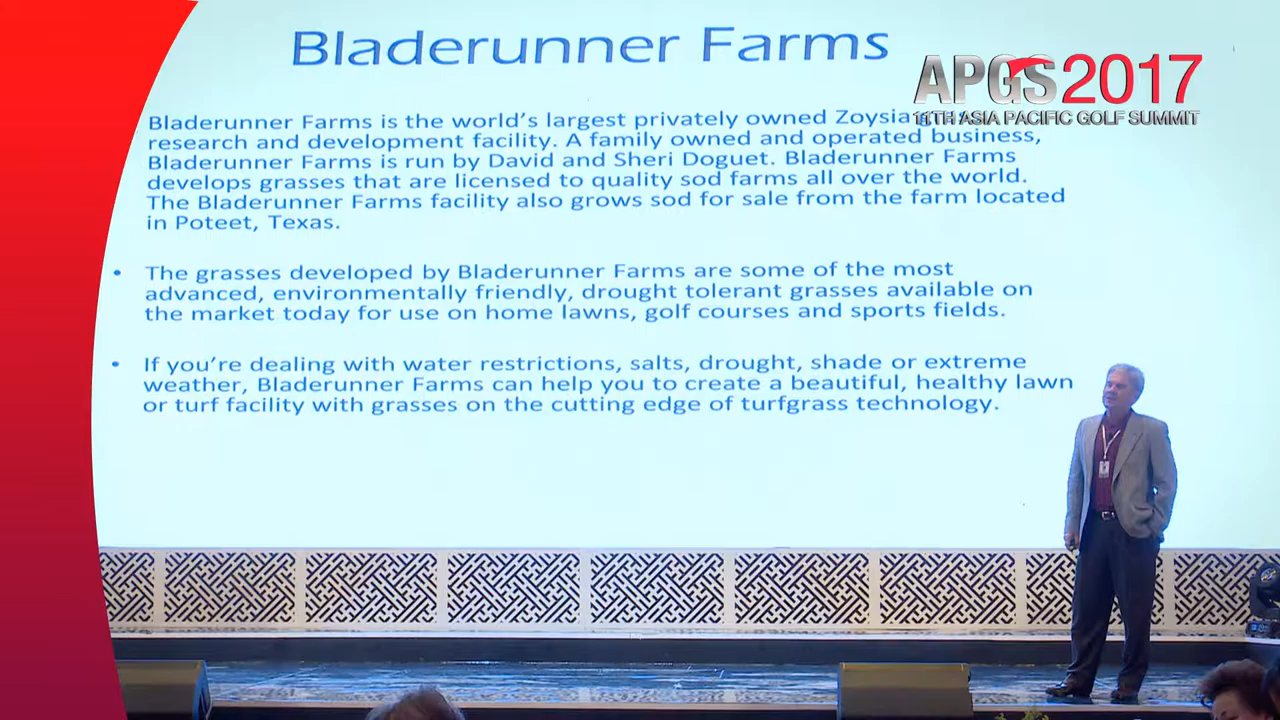 Bladerunner Farms
APGS2017
11TH ASIA PACIFIC GOLF SUMMIT
Bladerunner Farms is the world's largest privately owned Zoysia
research and development facility. A family owned and operated business,
Bladerunner Farms is run by David and Sheri Doguet. Bladerunner Farms
develops grasses that are licensed to quality sod farms all over the world.
The Bladerunner Farms facility also grows sod for sale from the farm located
in Poteet, Texas.
• The grasses developed by Bladerunner Farms are some of the most
advanced, environmentally friendly, drought tolerant grasses available on
the market today for use on home lawns, golf courses and sports fields.
• If you're dealing with water restrictions, salts, drought, shade or extreme
weather, Bladerunner Farms can help you to create a beautiful, healthy lawn
or turf facility with grasses on the cutting edge of turfgrass technology.